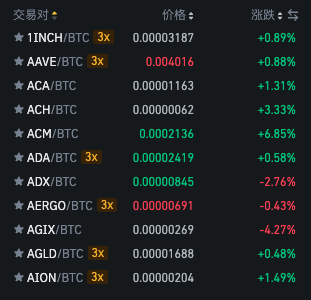 交易对 价格 涨跌
1INCH/BTC 3x 0.00003187 +0.89%
AAVE/BTC 3x 0.004016 +0.88%
ACA/BTC 0.00001163 +1.31%
ACH/BTC 0.00000062 +3.33%
ACM/BTC 0.0002136 +6.85%
ADA/BTC 3x 0.00002419 +0.58%
ADX/BTC 0.00000845 -2.76%
AERGO/BTC 3x 0.00000691 -0.43%
AGIX/BTC 0.00000269 -4.27%
AGLD/BTC 3x 0.00001688 +0.48%
AION/BTC 3x 0.00000204 +1.49%